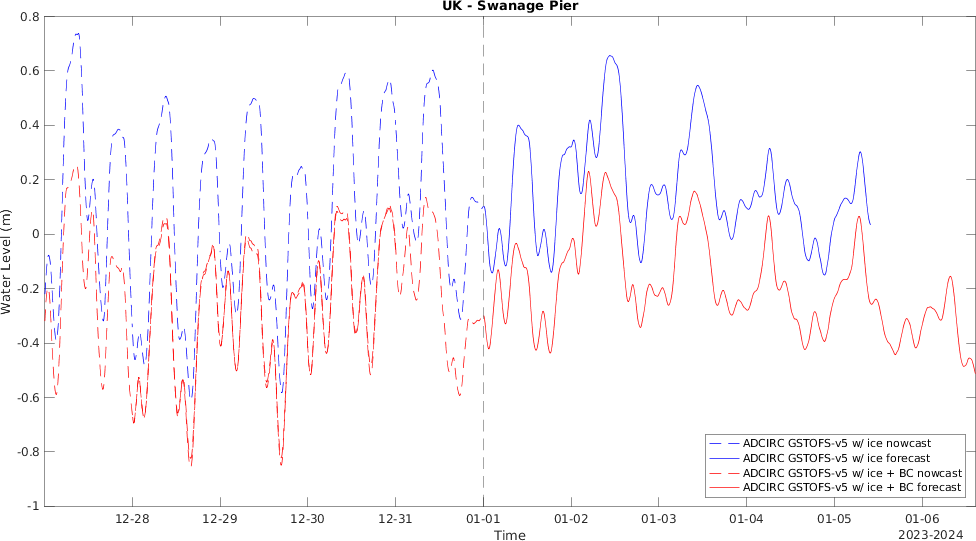 UK - Swanage Pier
0.8
0.6
0.4
0.2
0
-0.2
-0.4
-0.6
-0.8
-1
Water Level (m)
12-28 12-29 12-30 12-31 01-01 01-02 01-03 01-04 01-05 01-06
Time
2023-2024
ADCIRC GSTOFS-v5 w/ ice nowcast
ADCIRC GSTOFS-v5 w/ ice forecast
ADCIRC GSTOFS-v5 w/ ice + BC nowcast
ADCIRC GSTOFS-v5 w/ ice + BC forecast